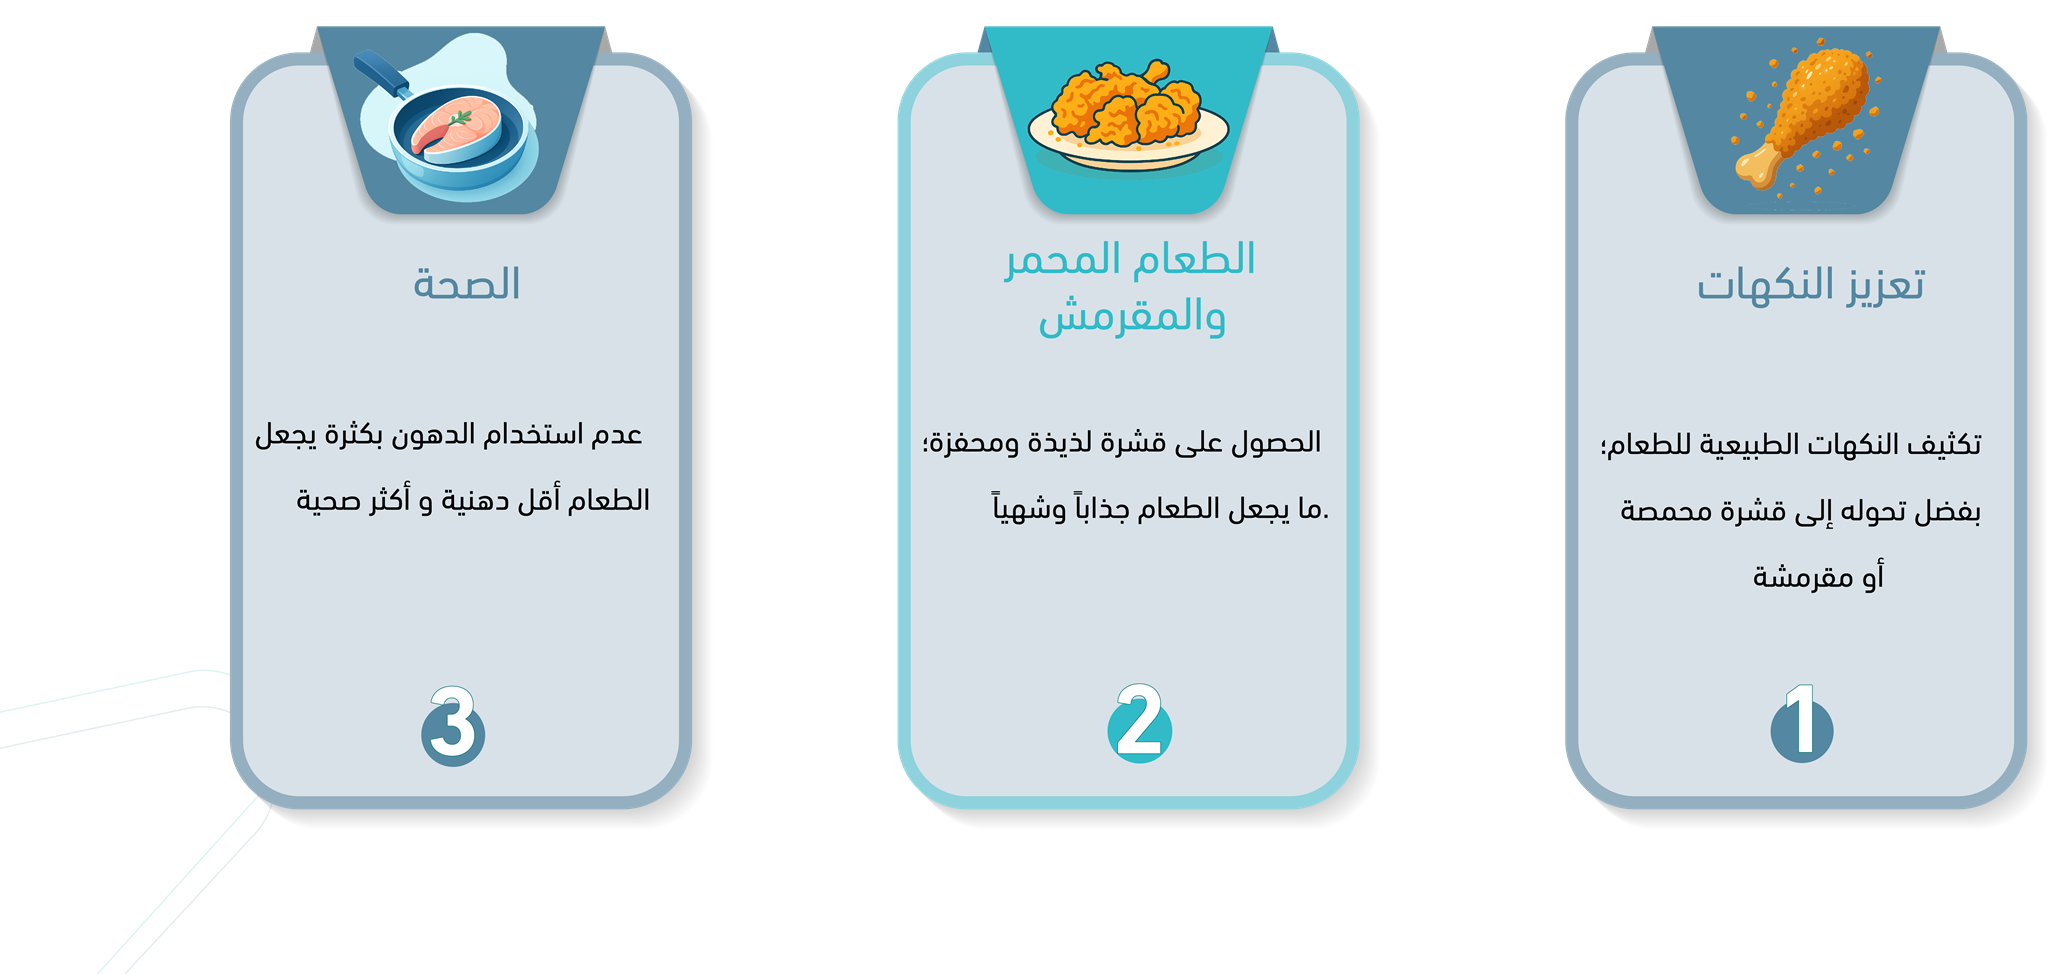 تعزيز النكهات
تكثيف النكهات الطبيعية للطعام؛
بفضل تحوله إلى قشرة محمصة
أو مقرمشة
1
الطعام المحمر
والمقرمش
الحصول على قشرة لذيذة ومحفزة؛
ما يجعل الطعام جذاباً وشهياً.
2
الصحة
عدم استخدام الدهون بكثرة يجعل
الطعام أقل دهنية و أكثر صحية
3